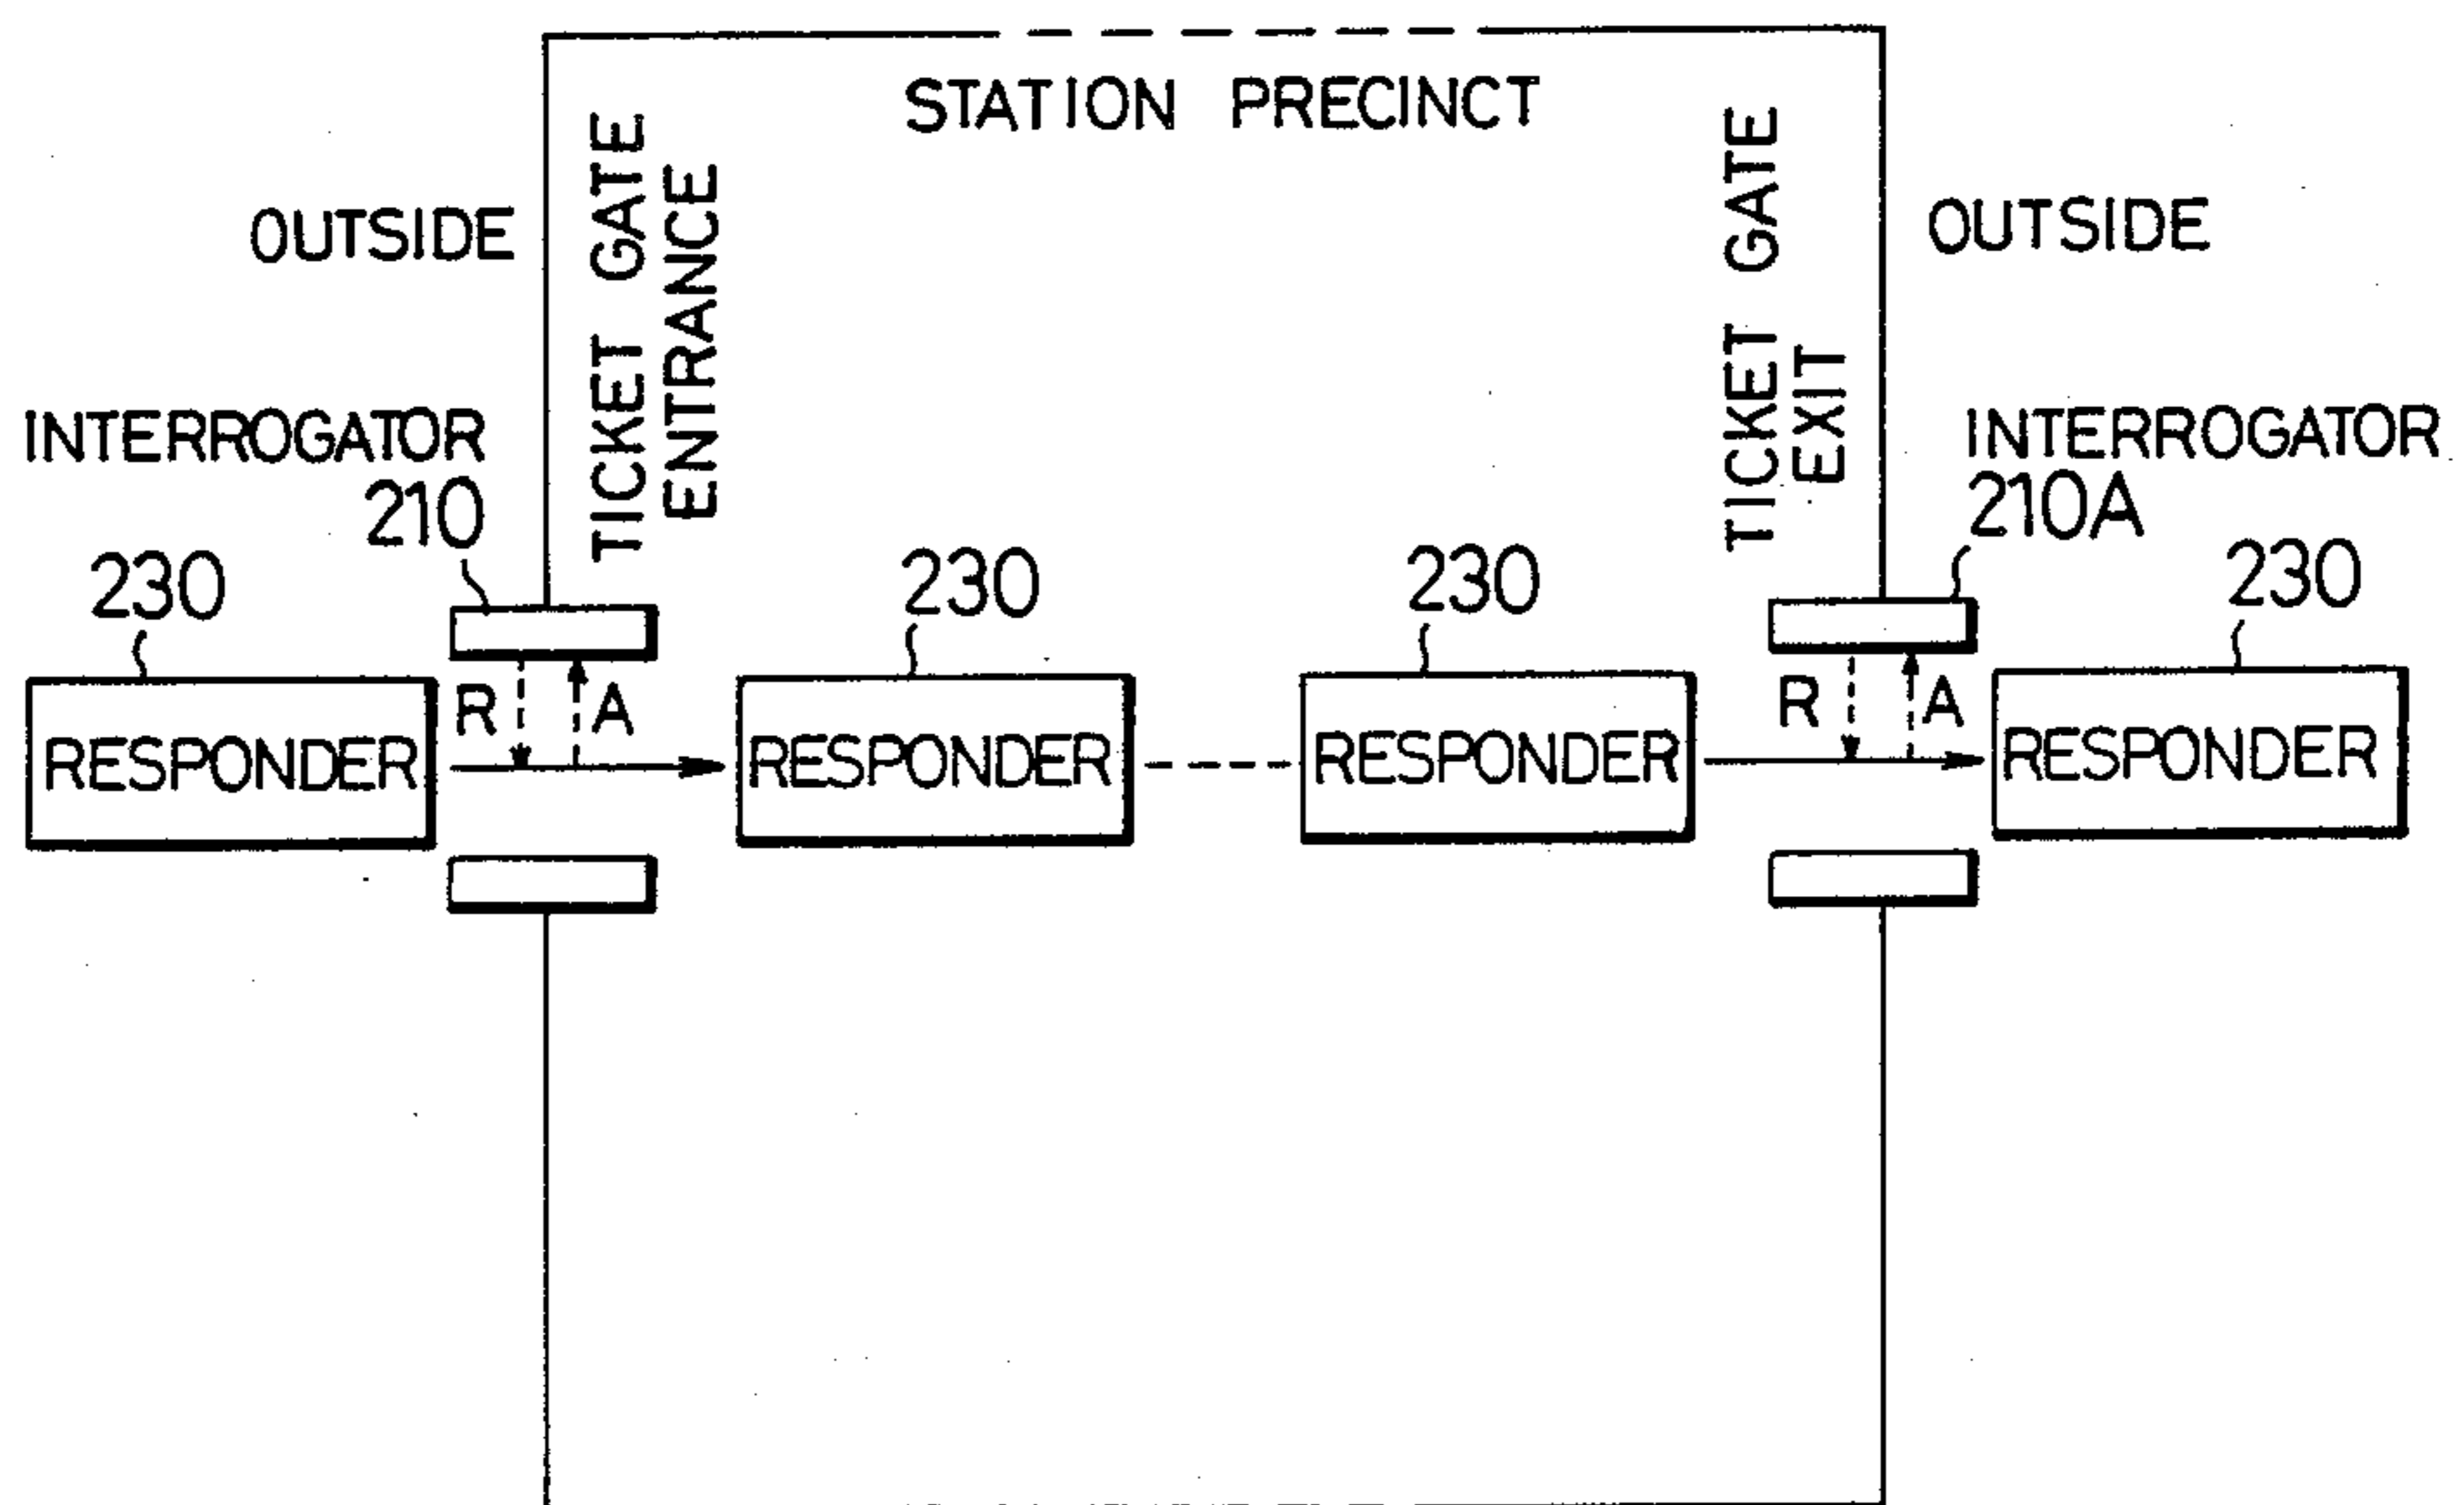 STATION PRECINCT
OUTSIDE
TICKET GATE
ENTRANCE
TICKET GATE
EXIT
OUTSIDE
INTERROGATOR
210
INTERROGATOR
210A
230
230
230
230
R
A
R
A
RESPONDER
RESPONDER
RESPONDER
RESPONDER